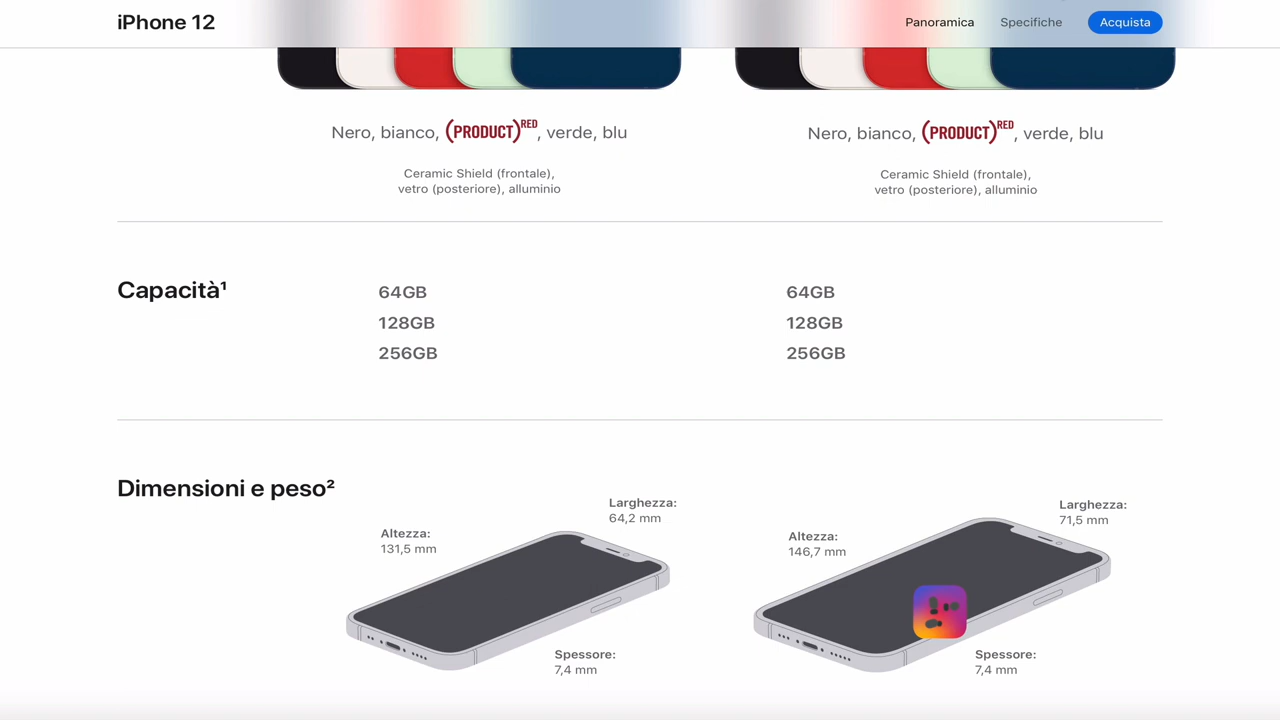 iPhone 12
Panoramica
Specifiche
Acquista
Nero, bianco, (PRODUCT)RED, verde, blu
Ceramic Shield (frontale),
vetro (posteriore), alluminio
Nero, bianco, (PRODUCT)RED, verde, blu
Ceramic Shield (frontale),
vetro (posteriore), alluminio
Capacità¹
64GB
128GB
256GB
64GB
128GB
256GB
Dimensioni e peso²
Altezza:
131,5 mm
Larghezza:
64,2 mm
Spessore:
7,4 mm
Altezza:
146,7 mm
Larghezza:
71,5 mm
Spessore:
7,4 mm